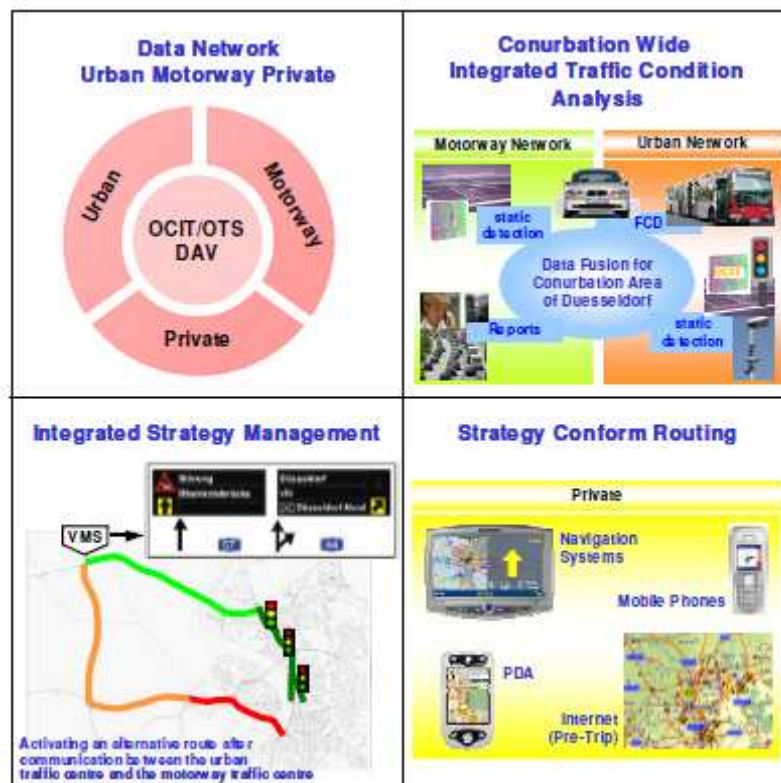 Data Network
Urban Motorway Private
Urban
Motorway
OCIT/OTS
DAV
Private
Conurbation Wide
Integrated Traffic Condition
Analysis
Motorway Network
Urban Network
static
detection
FCD
Data Fusion for
Conurbation Area
of Duesseldorf
Reports
static
detection
Integrated Strategy Management
Düsseldorf
VMS
57
44
Activating an alternative route after
communication between the urban
traffic centre and the motorway traffic centre
Strategy Conform Routing
Private
Navigation
Systems
Mobile Phones
PDA
Internet
(Pre-Trip)